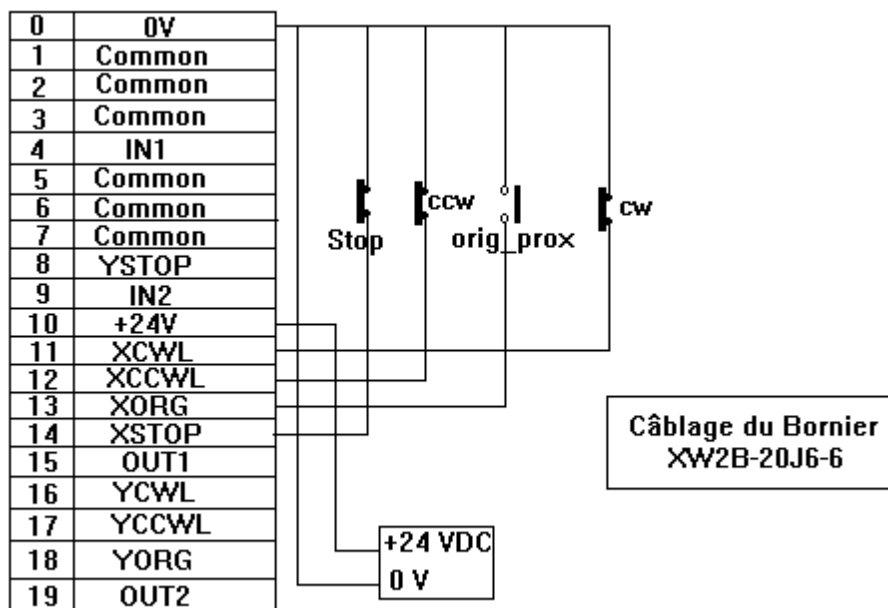 0 0V
1 Common
2 Common
3 Common
4 IN1
5 Common
6 Common
7 Common
8 YSTOP
9 IN2
10 +24V
11 XCWL
12 XCCWL
13 XORG
14 XSTOP
15 OUT1
16 YCWL
17 YCCWL
18 YORG
19 OUT2
Stop
ccw
orig_prox
cw
Câblage du Bornier
XW2B-20J6-6
+24 VDC
0 V